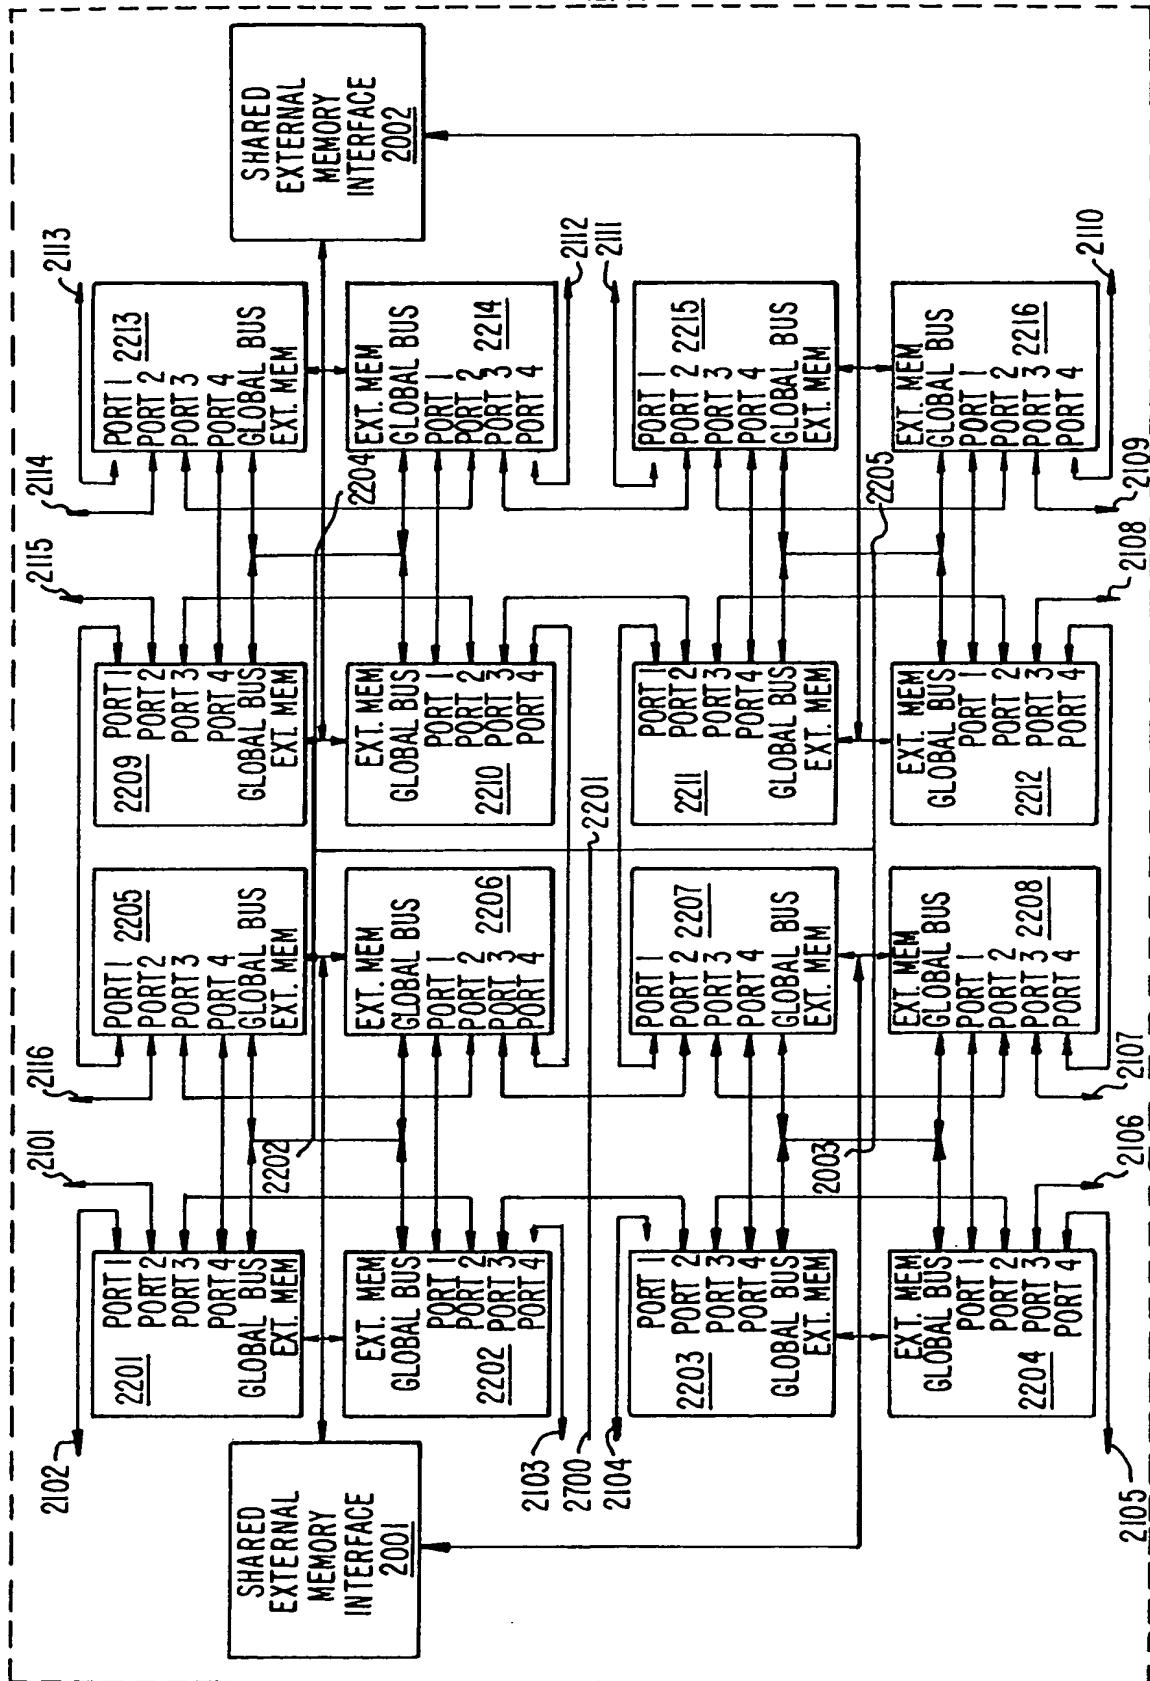 2102
2101
2116
2115
2114
2113
SHARED
EXTERNAL
MEMORY
INTERFACE
2001
PORT 1
PORT 2
PORT 3
PORT 4
GLOBAL BUS
EXT. MEM
2201
PORT 1
PORT 2
PORT 3
PORT 4
GLOBAL BUS
EXT. MEM
2205
PORT 1
PORT 2
PORT 3
PORT 4
GLOBAL BUS
EXT. MEM
2209
PORT 1
PORT 2
PORT 3
PORT 4
GLOBAL BUS
EXT. MEM
2213
SHARED
EXTERNAL
MEMORY
INTERFACE
2002
2202
2204
EXT. MEM
GLOBAL BUS
PORT 1
PORT 2
PORT 3
PORT 4
2202
EXT. MEM
GLOBAL BUS
PORT 1
PORT 2
PORT 3
PORT 4
2206
EXT. MEM
GLOBAL BUS
PORT 1
PORT 2
PORT 3
PORT 4
2210
EXT. MEM
GLOBAL BUS
PORT 1
PORT 2
PORT 3
PORT 4
2214
2103
2112
2700
2201
2104
2111
PORT 1
PORT 2
PORT 3
PORT 4
GLOBAL BUS
EXT. MEM
2203
PORT 1
PORT 2
PORT 3
PORT 4
GLOBAL BUS
EXT. MEM
2207
PORT 1
PORT 2
PORT 3
PORT 4
GLOBAL BUS
EXT. MEM
2211
PORT 1
PORT 2
PORT 3
PORT 4
GLOBAL BUS
EXT. MEM
2215
2003
2205
EXT. MEM
GLOBAL BUS
PORT 1
PORT 2
PORT 3
PORT 4
2204
EXT. MEM
GLOBAL BUS
PORT 1
PORT 2
PORT 3
PORT 4
2208
EXT. MEM
GLOBAL BUS
PORT 1
PORT 2
PORT 3
PORT 4
2212
EXT. MEM
GLOBAL BUS
PORT 1
PORT 2
PORT 3
PORT 4
2216
2105
2106
2107
2108
2109
2110